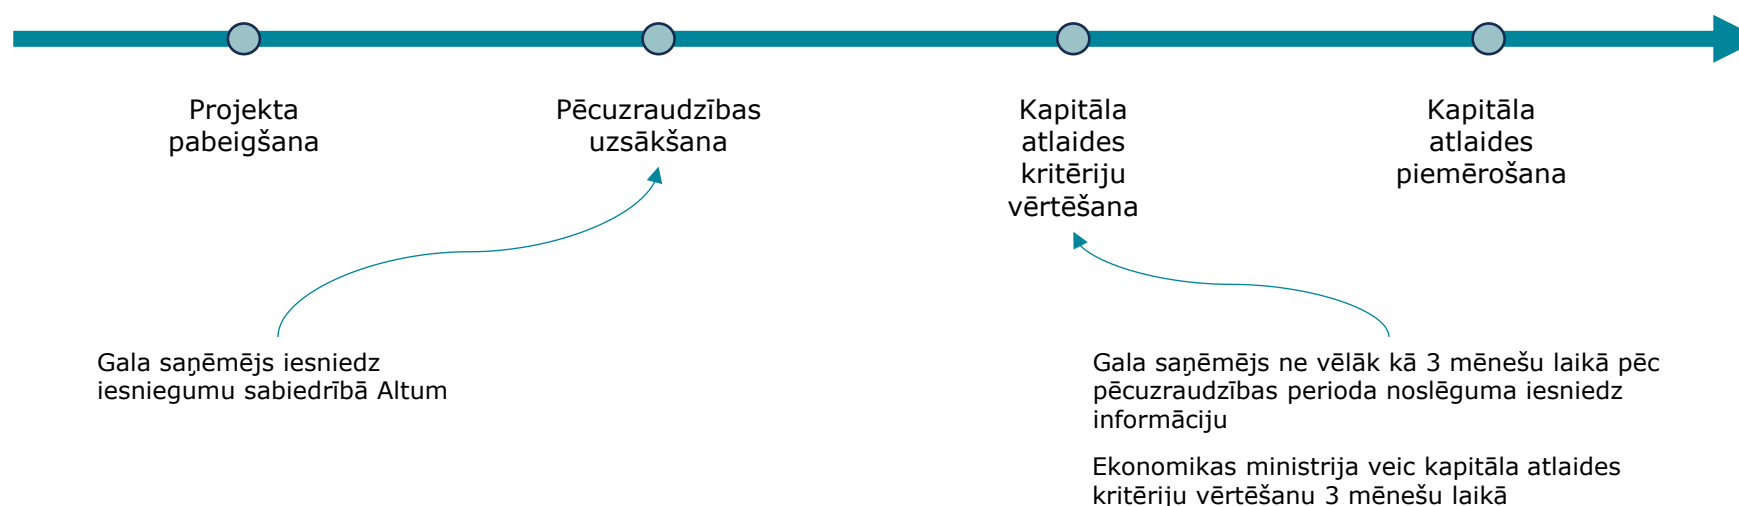 Projekta
pabeigšana
Pēcuzraudzības
uzsākšana
Kapitāla
atlaides
kritēriju
vērtēšana
Kapitāla
atlaides
piemērošana
Gala saņēmējs iesniedz
iesniegumu sabiedrībā Altum
Gala saņēmējs ne vēlāk kā 3 mēnešu laikā pēc
pēcuzraudzības perioda noslēguma iesniedz
informāciju
Ekonomikas ministrija veic kapitāla atlaides
kritēriju vērtēšanu 3 mēnešu laikā